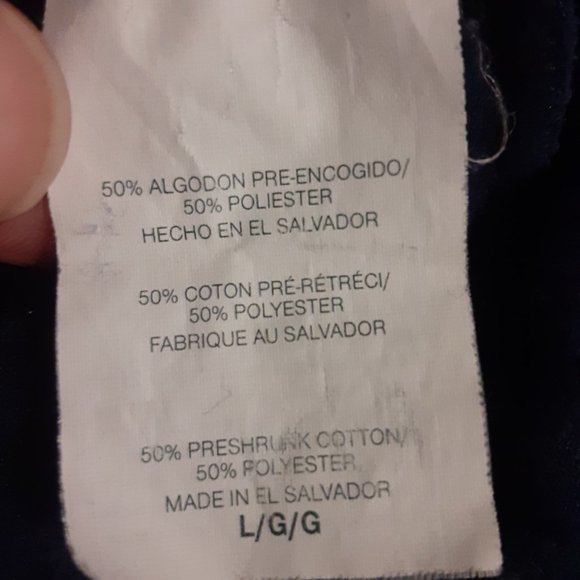 50% ALGODON PRE-ENCOGIDO/
50% POLIESTER
HECHO EN EL SALVADOR
50% COTON PRÉ-RÉTRÉCI/
50% POLYESTER
FABRIQUE AU SALVADOR
50% PRESHRUNK COTTON/
50% POLYESTER
MADE IN EL SALVADOR
L/G/G